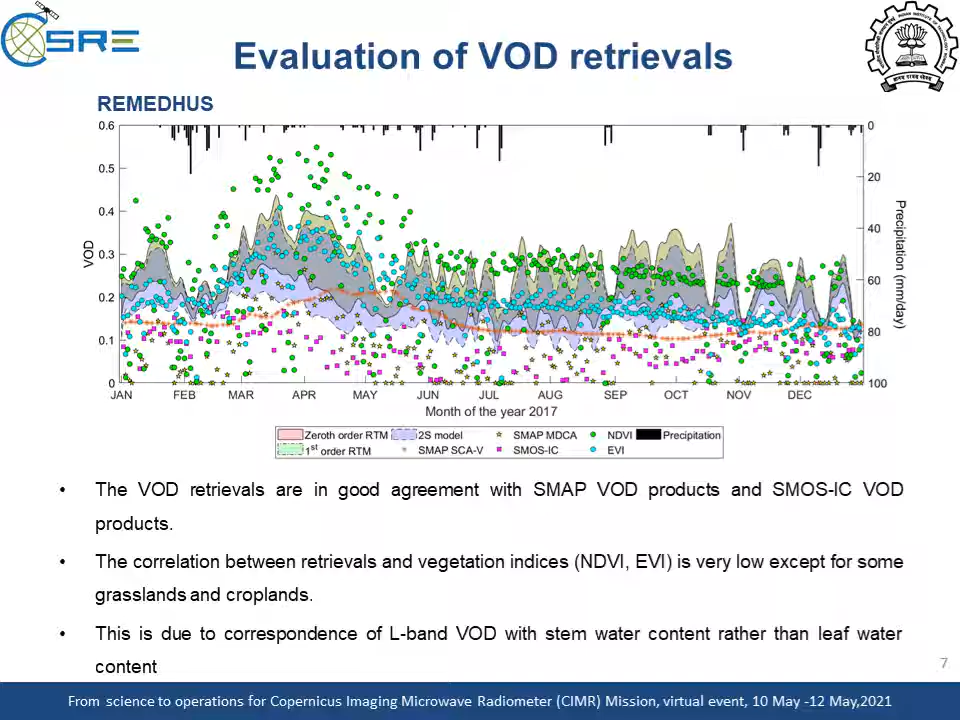 CSRE
Evaluation of VOD retrievals
REMEDHUS
0.6
0.5
0.4
0.3
0.2
0.1
0
VOD
0
20
40
60
80
100
Precipitation (mm/day)
JAN FEB MAR APR MAY JUN JUL AUG SEP OCT NOV DEC
Month of the year 2017
Zeroth order RTM 2S model SMAP MDCA NDVI Precipitation
1st order RTM SMAP SCA-V SMOS-IC EVI
• The VOD retrievals are in good agreement with SMAP VOD products and SMOS-IC VOD
products.
• The correlation between retrievals and vegetation indices (NDVI, EVI) is very low except for some
grasslands and croplands.
• This is due to correspondence of L-band VOD with stem water content rather than leaf water
content
7
From science to operations for Copernicus Imaging Microwave Radiometer (CIMR) Mission, virtual event, 10 May -12 May,2021